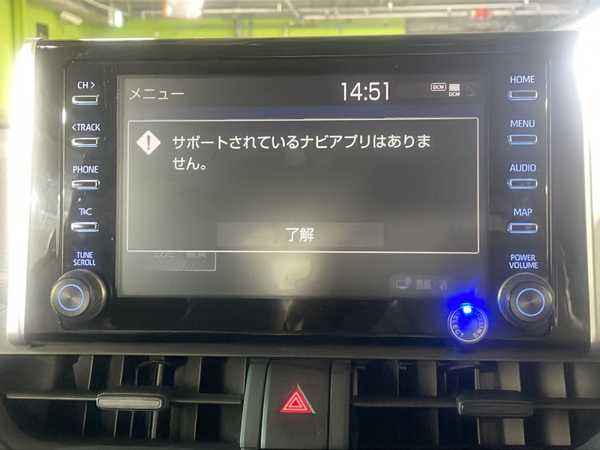 CH >
<TRACK
PHONE
T&C
TUNE
SCROLL
メニュー
14:51
DCM
DCM
サポートされているナビアプリはありま
せん。
了解
HOME
MENU
AUDIO
MAP
POWER
VOLUME